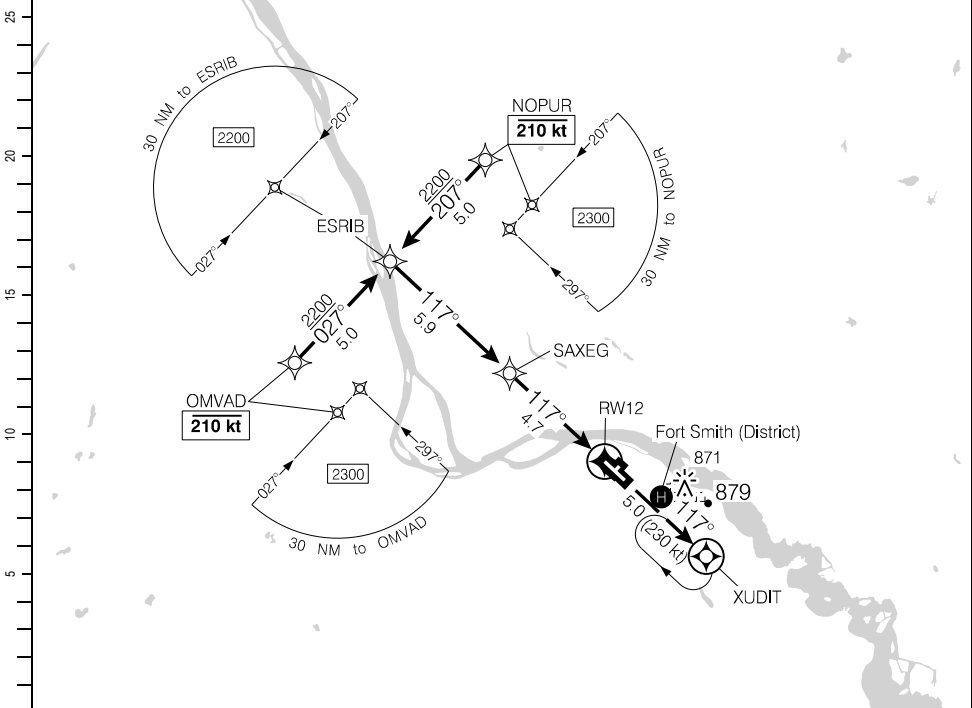 25
20
15
10
5
30 NM to ESRIB
2200
207°
027°
ESRIB
NOPUR
210 kt
2200
207°
5.0
207°
2300
297°
30 NM to NOPUR
2200
027°
5.0
117°
5.9
SAXEG
OMVAD
210 kt
117°
4.7
RW12
Fort Smith (District)
871
H
879
027°
2300
297°
30 NM to OMVAD
5.0 (230 kt)
117°
XUDIT